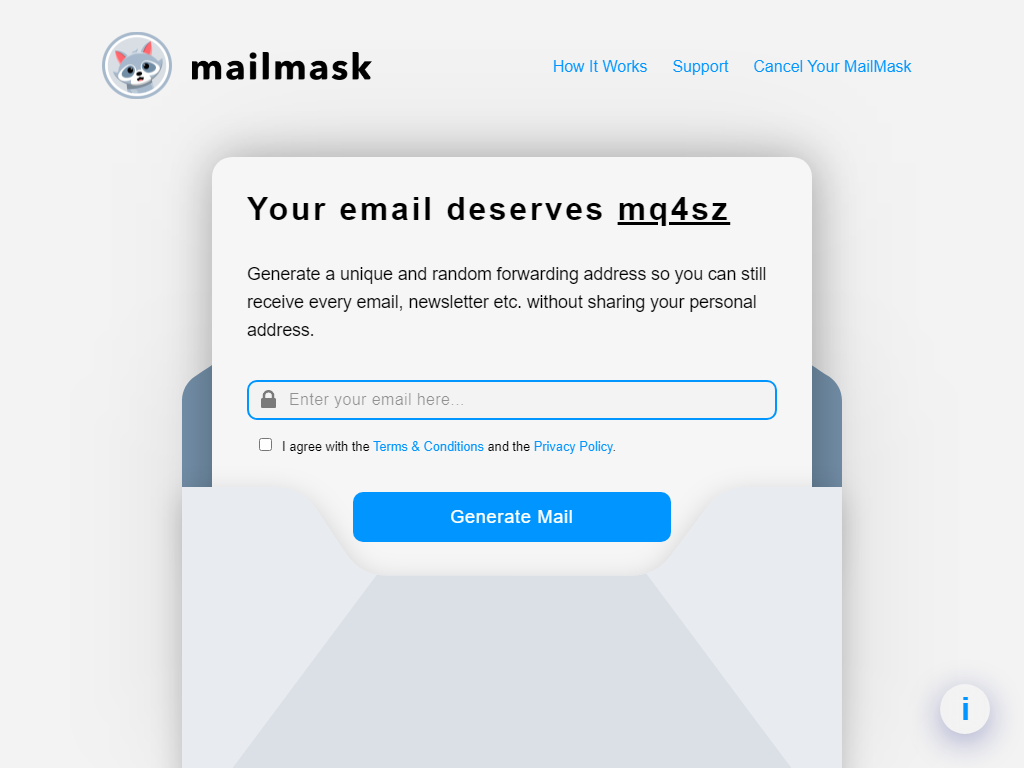 mailmask
How It Works
Support
Cancel Your MailMask
Your email deserves mq4sz
Generate a unique and random forwarding address so you can still
receive every email, newsletter etc. without sharing your personal
address.
Enter your email here...
I agree with the Terms & Conditions and the Privacy Policy.
Generate Mail
i